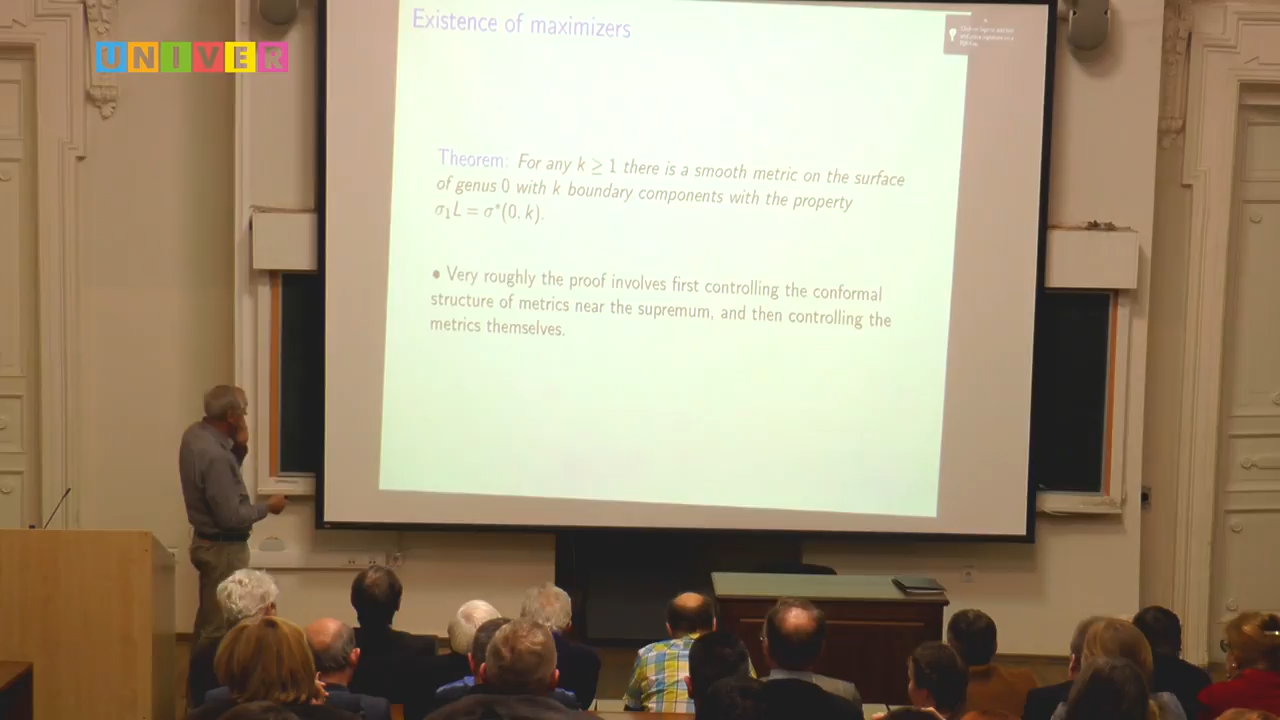 UNIVER
Existence of maximizers
Theorem: For any k ≥ 1 there is a smooth metric on the surface
of genus 0 with k boundary components with the property
σ₁L = σ*(0, k).
• Very roughly the proof involves first controlling the conformal
structure of metrics near the supremum, and then controlling the
metrics themselves.